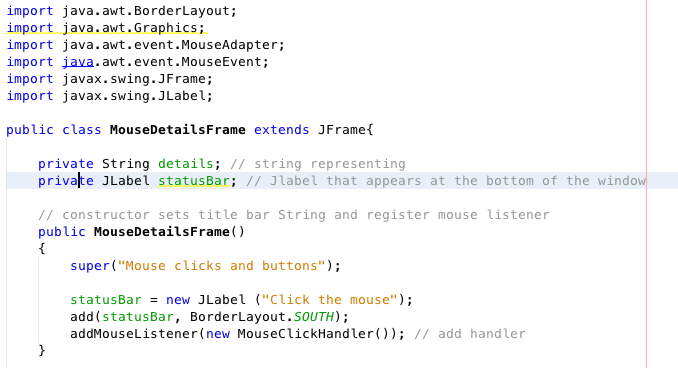 import java.awt.BorderLayout;
import java.awt.Graphics;
import java.awt.event.MouseAdapter;
import java.awt.event.MouseEvent;
import javax.swing.JFrame;
import javax.swing.JLabel;

public class MouseDetailsFrame extends JFrame{

    private String details; // string representing
    private JLabel statusBar; // Jlabel that appears at the bottom of the window

    // constructor sets title bar String and register mouse listener
    public MouseDetailsFrame()
    {
        super("Mouse clicks and buttons");

        statusBar = new JLabel ("Click the mouse");
        add(statusBar, BorderLayout.SOUTH);
        addMouseListener(new MouseClickHandler()); // add handler
    }